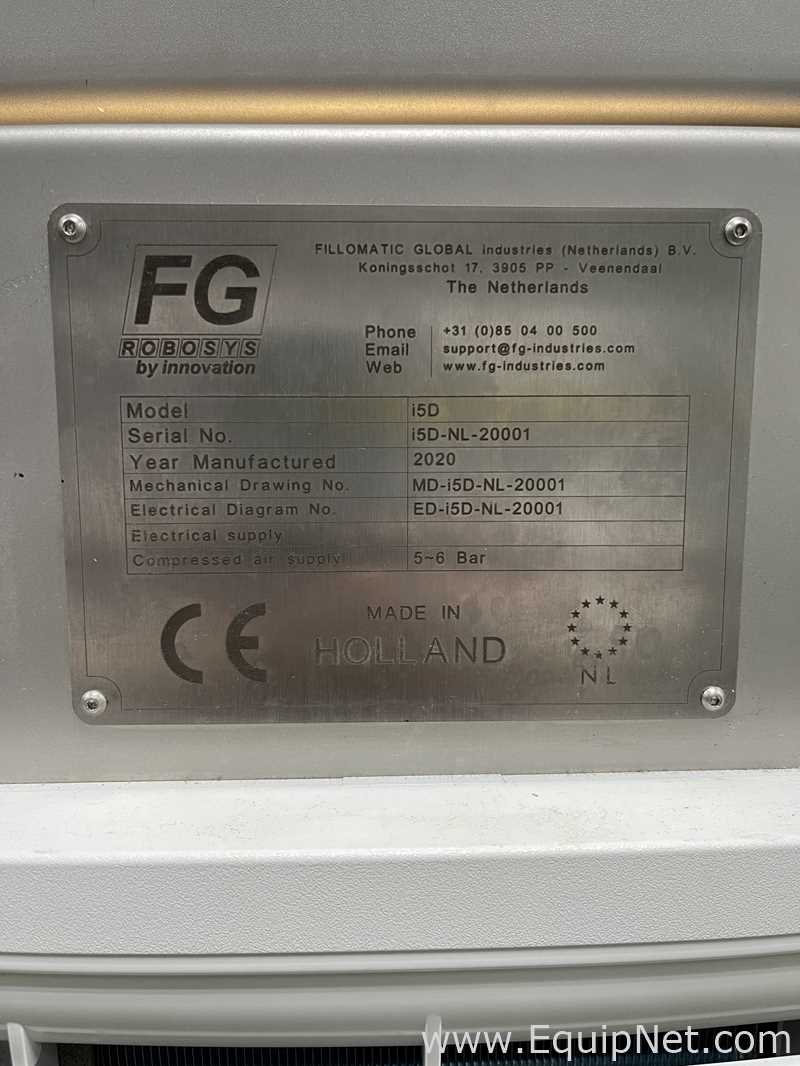 FG
ROBOSYS
by innovation
FILLOMATIC GLOBAL industries (Netherlands) B.V.
Koningsschot 17, 3905 PP - Veenendaal
The Netherlands
Phone +31 (0)85 04 00 500
Email support@fg-industries.com
Web www.fg-industries.com
Model i5D
Serial No. i5D-NL-20001
Year Manufactured 2020
Mechanical Drawing No. MD-i5D-NL-20001
Electrical Diagram No. ED-i5D-NL-20001
Electrical supply
Compressed air supply 5~6 Bar
CE
MADE IN
HOLLAND
NL
www.EquipNet.com